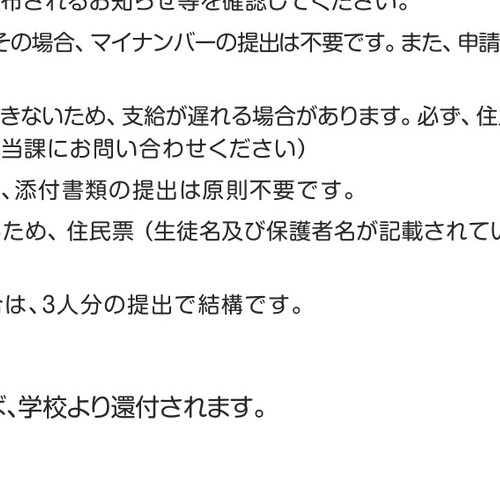 布されるお知らせ等を確認してください。
その場合、マイナンバーの提出は不要です。また、申請
きないため、支給が遅れる場合があります。必ず、住
当課にお問い合わせください）
、添付書類の提出は原則不要です。
ため、住民票（生徒名及び保護者名が記載されてい
は、3人分の提出で結構です。
、学校より還付されます。